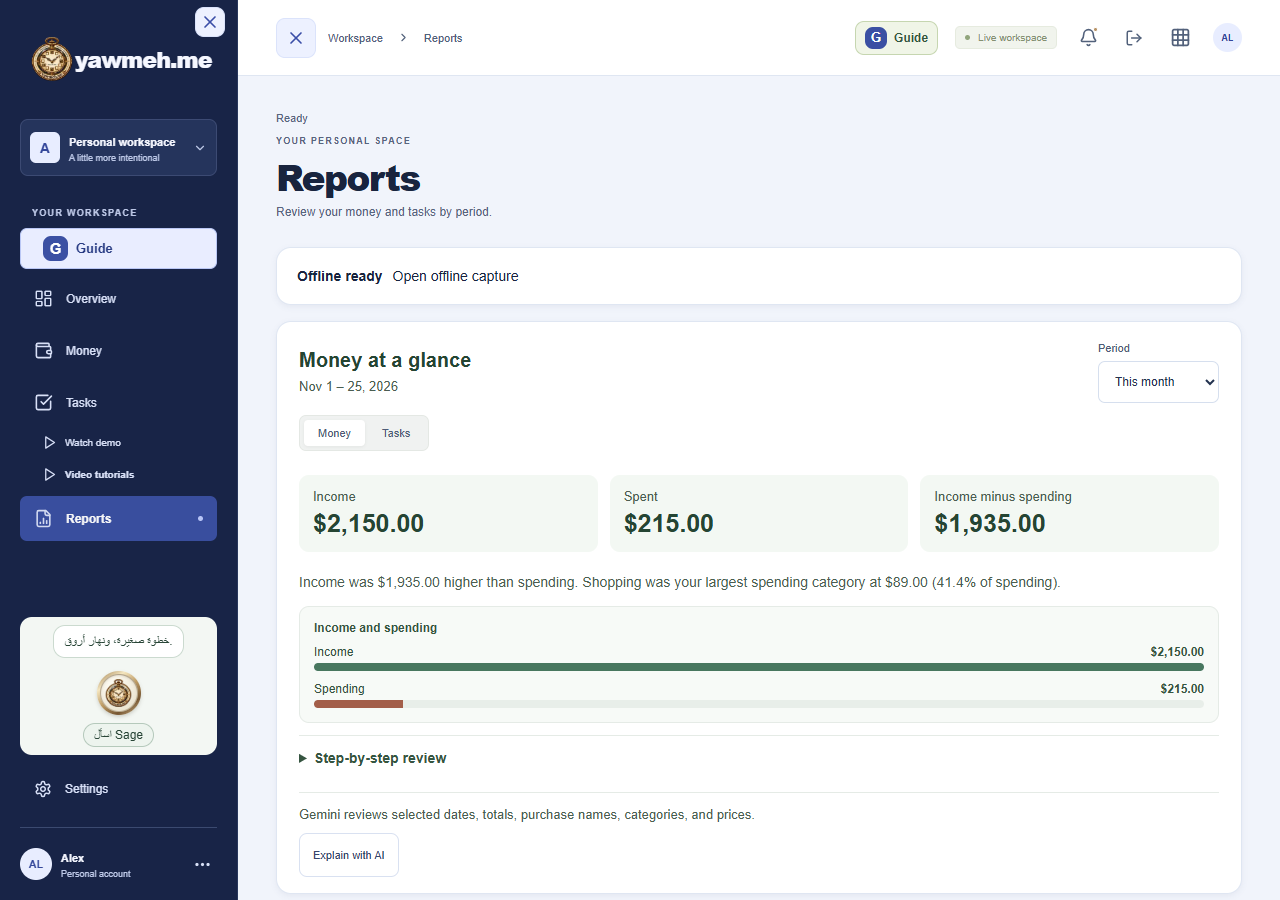 yawmeh.me
A
Personal workspace
A little more intentional
YOUR WORKSPACE
G Guide
Overview
Money
Tasks
Watch demo
Video tutorials
Reports
خطوة صغيرة، ونهار أروق.
اسأل Sage
Settings
AL
Alex
Personal account
Workspace > Reports
G Guide
Live workspace
AL
Ready
YOUR PERSONAL SPACE
Reports
Review your money and tasks by period.
Offline ready Open offline capture
Money at a glance
Nov 1 – 25, 2026
Period
This month
Money Tasks
Income
$2,150.00
Spent
$215.00
Income minus spending
$1,935.00
Income was $1,935.00 higher than spending. Shopping was your largest spending category at $89.00 (41.4% of spending).
Income and spending
Income $2,150.00
Spending $215.00
Step-by-step review
Gemini reviews selected dates, totals, purchase names, categories, and prices.
Explain with AI